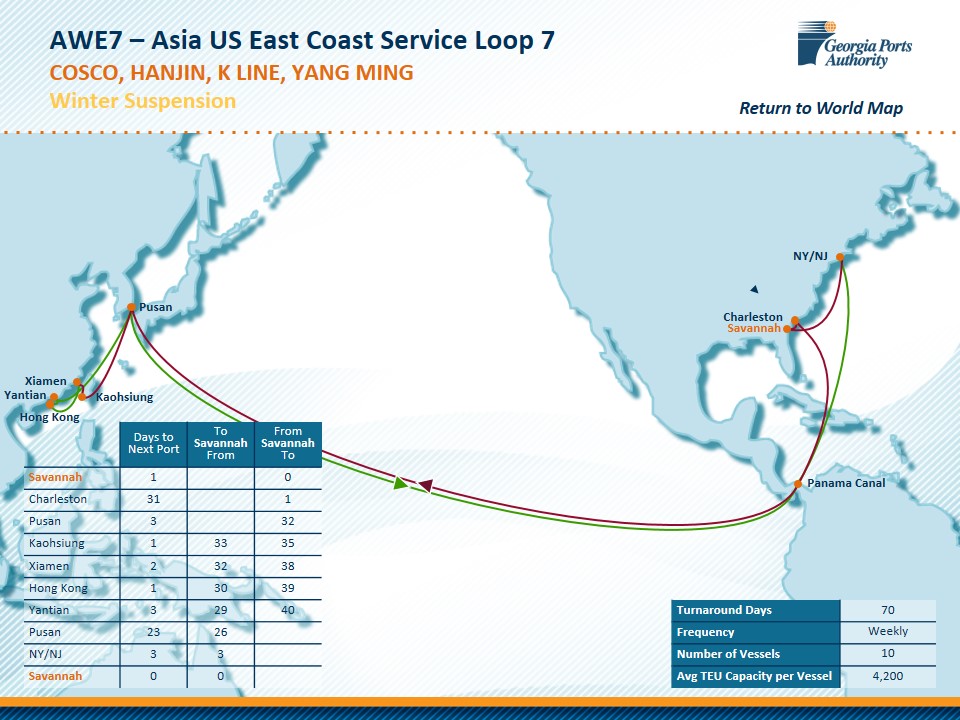 AWE7 – Asia US East Coast Service Loop 7
COSCO, HANJIN, K LINE, YANG MING
Winter Suspension
Georgia Ports
Authority
Return to World Map
NY/NJ
Charleston
Savannah
Pusan
Xiamen
Yantian
Kaohsiung
Hong Kong
Panama Canal
Days to Next Port | To Savannah From | From Savannah To
Savannah 1 0
Charleston 31 1
Pusan 3 32
Kaohsiung 1 33 35
Xiamen 2 32 38
Hong Kong 1 30 39
Yantian 3 29 40
Pusan 23 26
NY/NJ 3 3
Savannah 0 0
Turnaround Days 70
Frequency Weekly
Number of Vessels 10
Avg TEU Capacity per Vessel 4,200